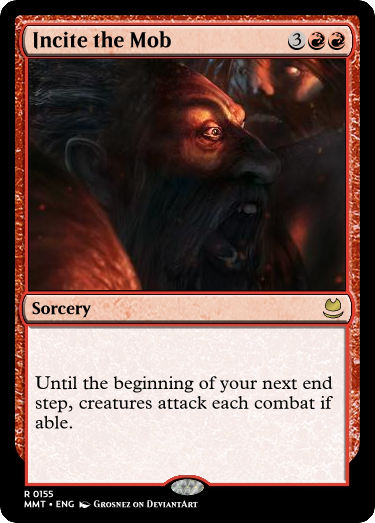 Incite the Mob 3
Sorcery
Until the beginning of your next end
step, creatures attack each combat if
able.
R 0155
MMT • ENG Grosnez on DeviantArt